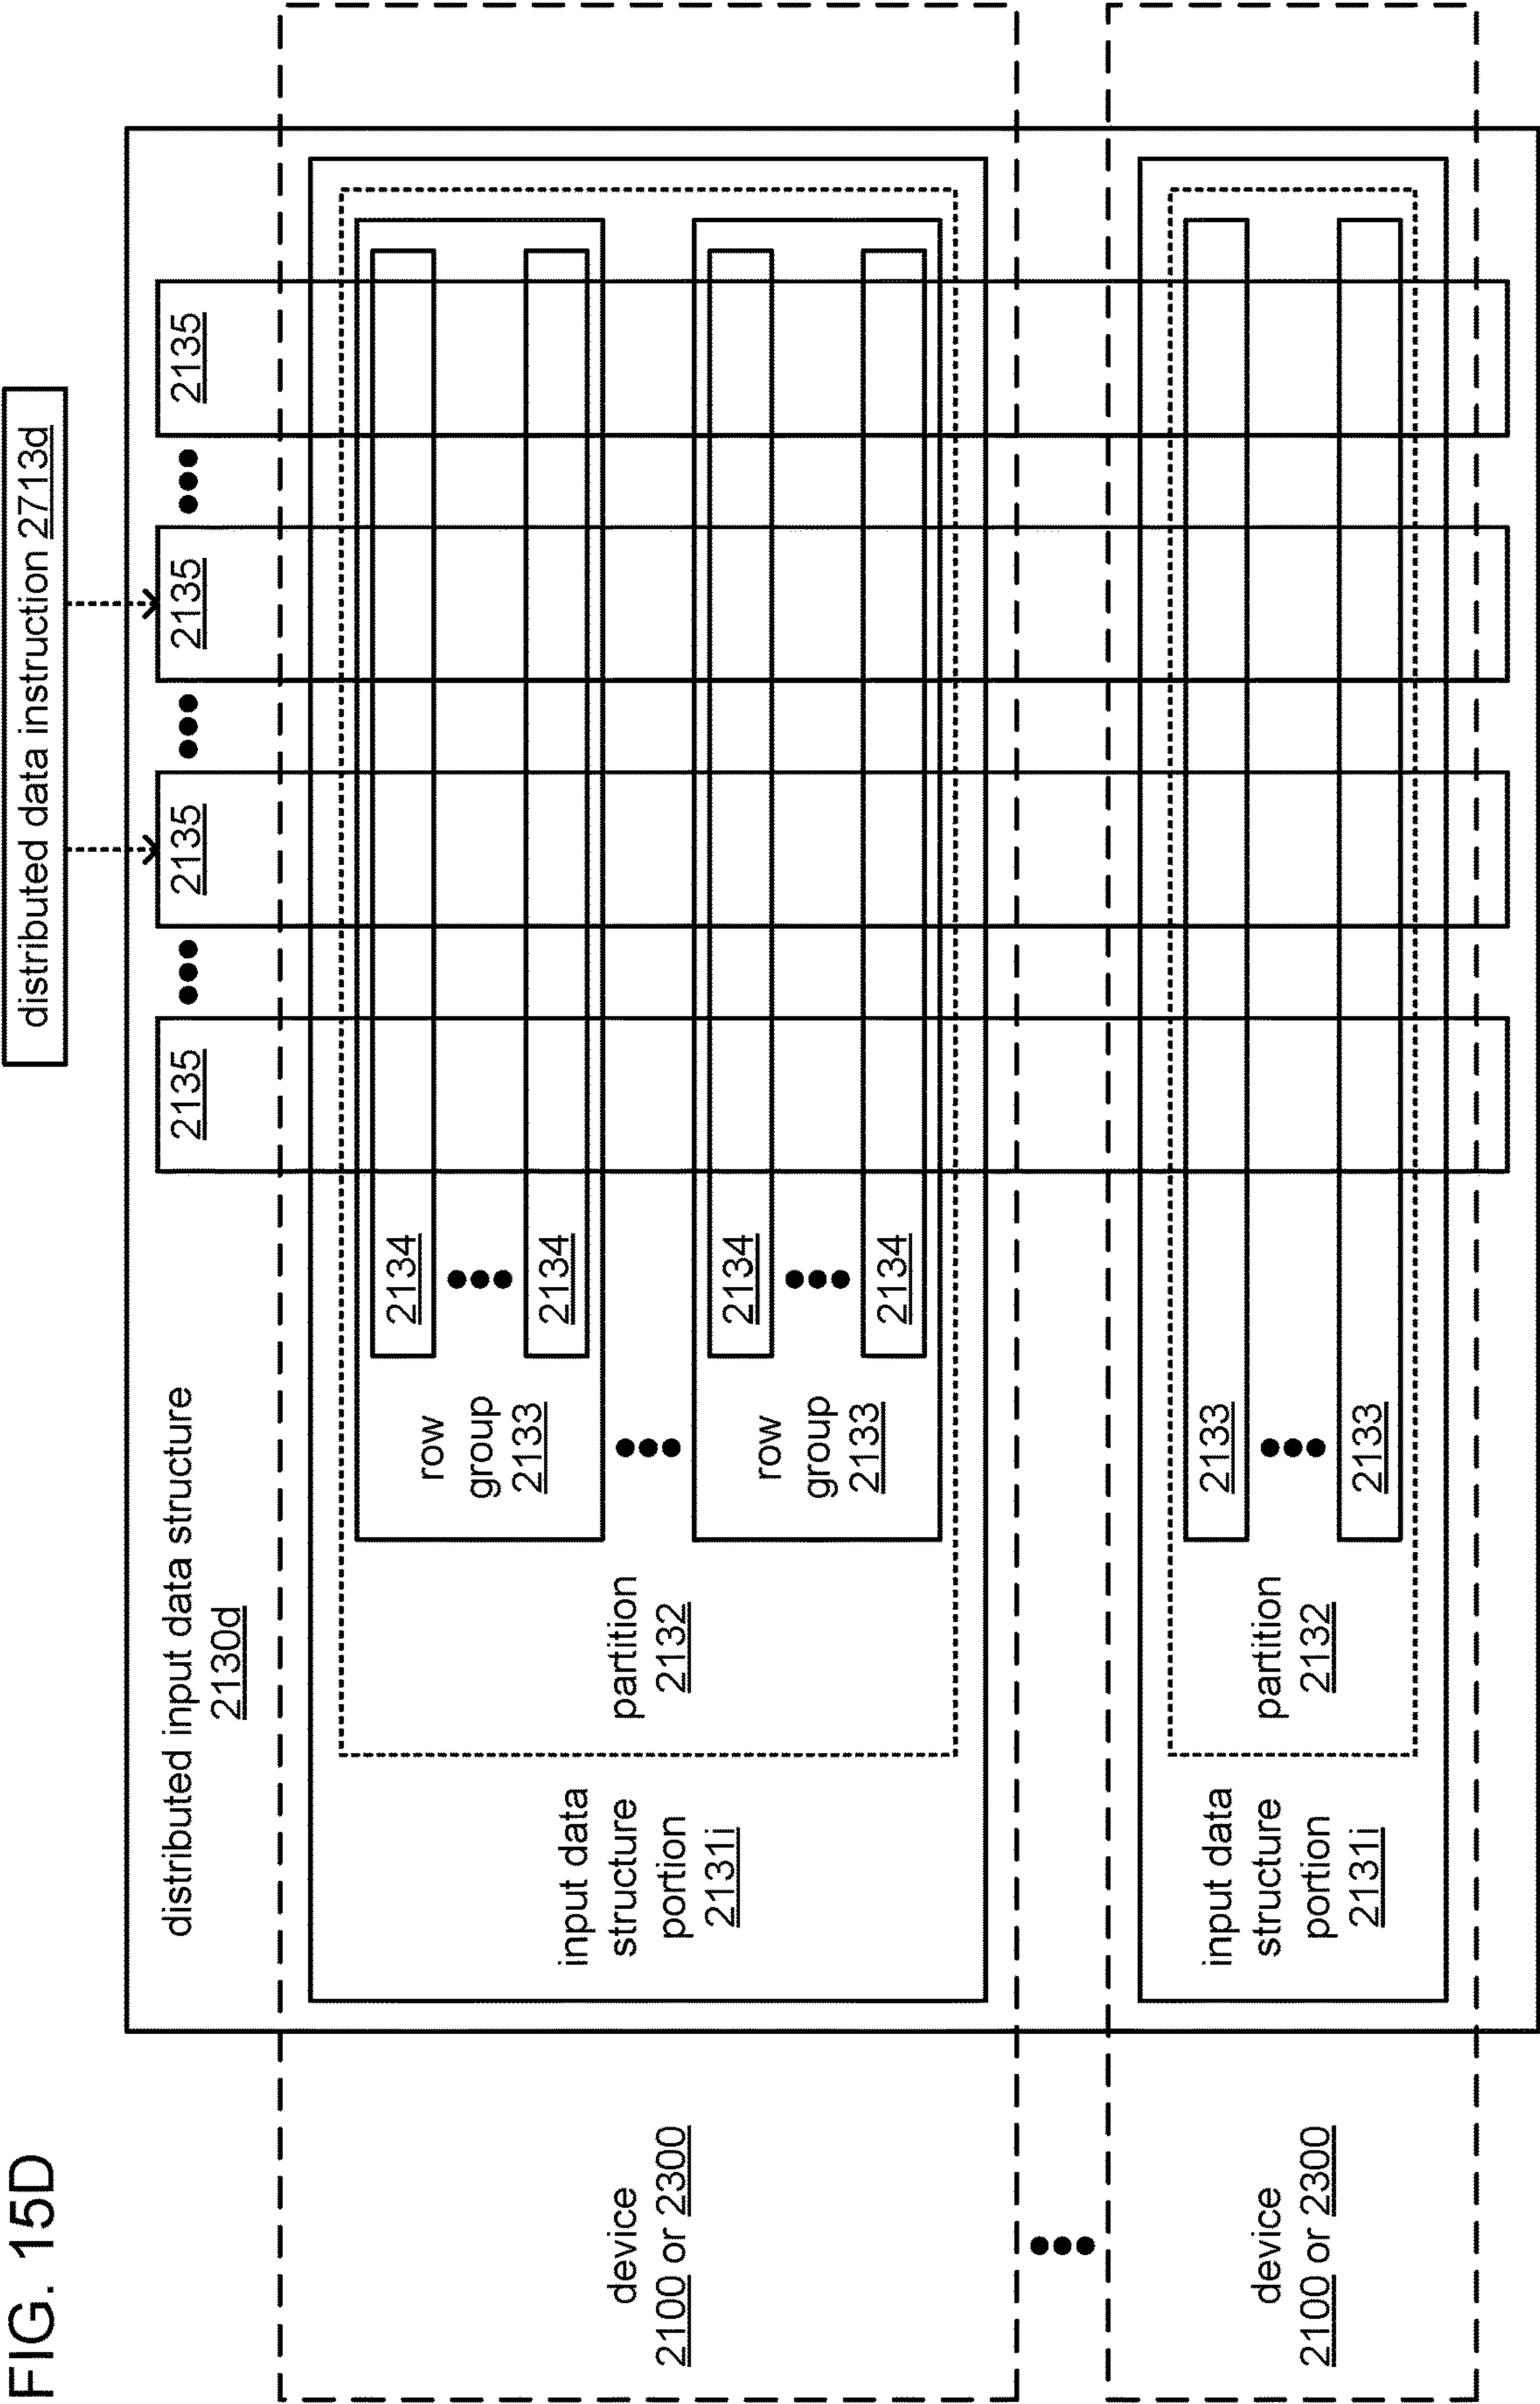 FIG. 15D
distributed data instruction 2713d
distributed input data structure
2130d
2135
2135
2135
2135
device
2100 or 2300
input data
structure
portion
2131i
partition
2132
row
group
2133
2134
2134
row
group
2133
2134
2134
device
2100 or 2300
input data
structure
portion
2131i
partition
2132
2133
2133